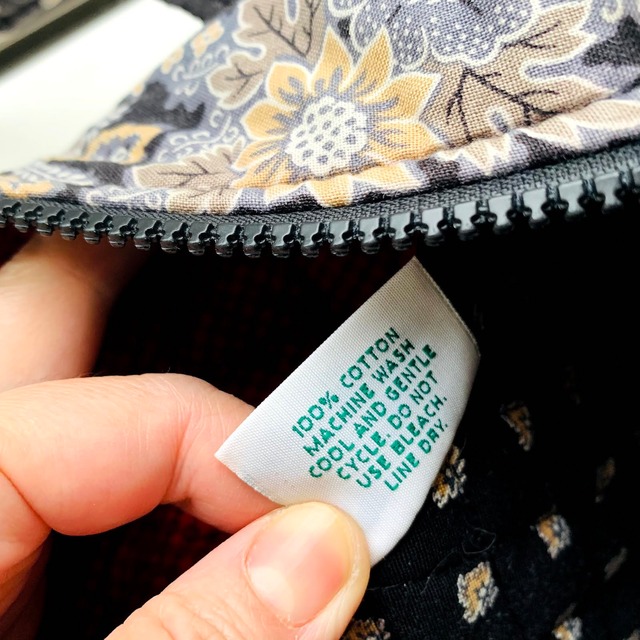 100% COTTON
MACHINE WASH
COOL AND GENTLE
CYCLE. DO NOT
USE BLEACH.
LINE DRY.